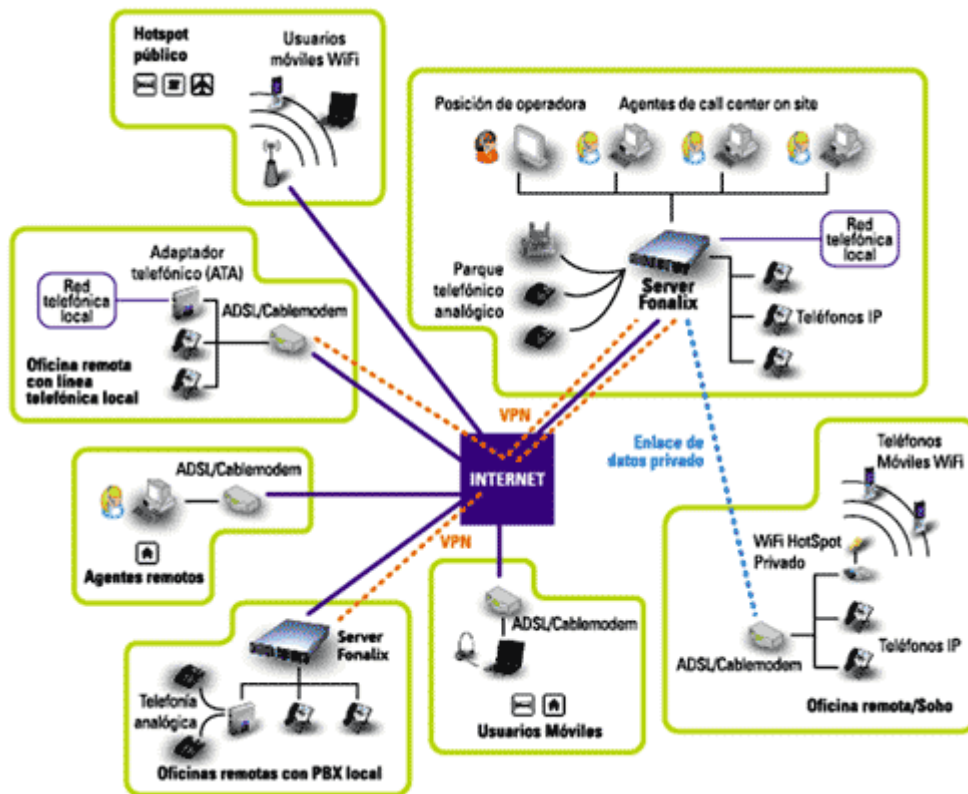 Hotspot
público
Usuarios
móviles WiFi
Posición de operadora
Agentes de call center on site
Red
telefónica
local
Server
Fonalix
Parque
telefónico
analógico
Teléfonos IP
Adaptador
telefónico (ATA)
Red
telefónica
local
ADSL/Cablemodem
Oficina remota
con línea
telefónica local
VPN
INTERNET
Enlace de
datos privado
Teléfonos
Móviles WiFi
WiFi HotSpot
Privado
ADSL/Cablemodem
Teléfonos IP
Oficina remota/Soho
ADSL/Cablemodem
Agentes remotos
VPN
Server
Fonalix
Telefonía
analógica
Oficinas remotas con PBX local
ADSL/Cablemodem
Usuarios Móviles